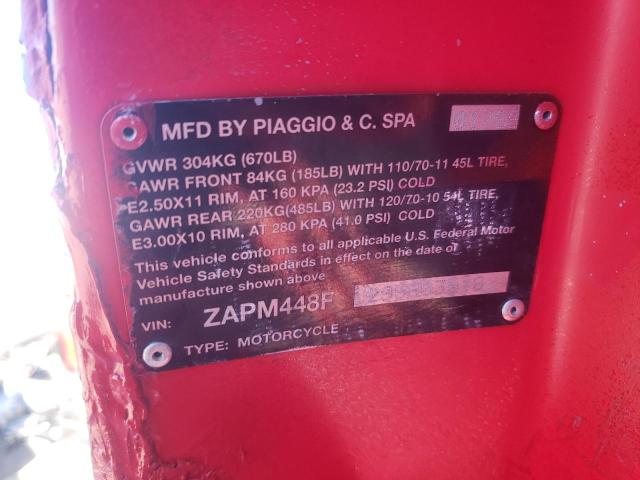 MFD BY PIAGGIO & C. SPA
GVWR 304KG (670LB)
GAWR FRONT 84KG (185LB) WITH 110/70-11 45L TIRE,
E2.50X11 RIM, AT 160 KPA (23.2 PSI) COLD
GAWR REAR 220KG(485LB) WITH 120/70-10 54L TIRE,
E3.00X10 RIM, AT 280 KPA (41.0 PSI) COLD
This vehicle conforms to all applicable U.S. Federal Motor
Vehicle Safety Standards in effect on the date of
manufacture shown above
VIN: ZAPM448F
TYPE: MOTORCYCLE